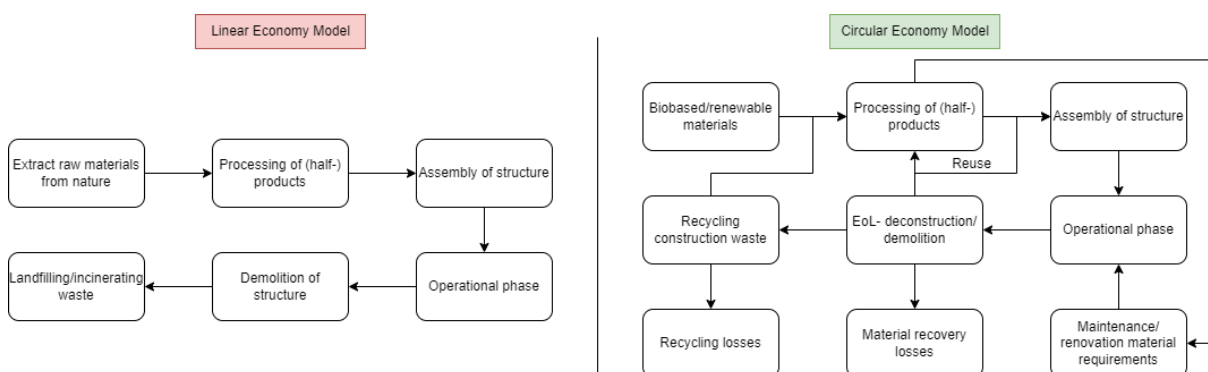 Linear Economy Model
Extract raw materials
from nature
Processing of (half-)
products
Assembly of structure
Landfilling/incinerating
waste
Demolition of
structure
Operational phase
Circular Economy Model
Biobased/renewable
materials
Processing of (half-)
products
Assembly of structure
Reuse
Recycling
construction waste
EoL- deconstruction/
demolition
Operational phase
Recycling losses
Material recovery
losses
Maintenance/
renovation material
requirements